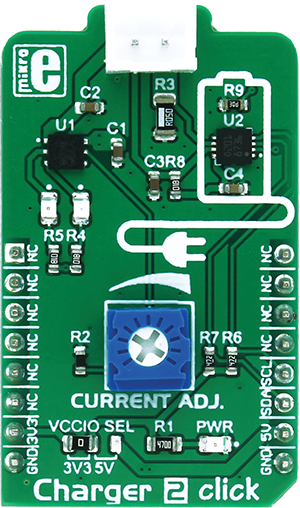 mikro
e
C2
R3
R9
U1
C1
R050
U2
C3 R8
C4
R5 R4
R2
R7 R6
CURRENT ADJ.
NC
NC
NC
NC
NC
NC
3V3
GND
NC
NC
NC
NC
SCL
SDA
5V
GND
VCCIO SEL
3V3 5V
R1
4700
PWR
Charger 2 click